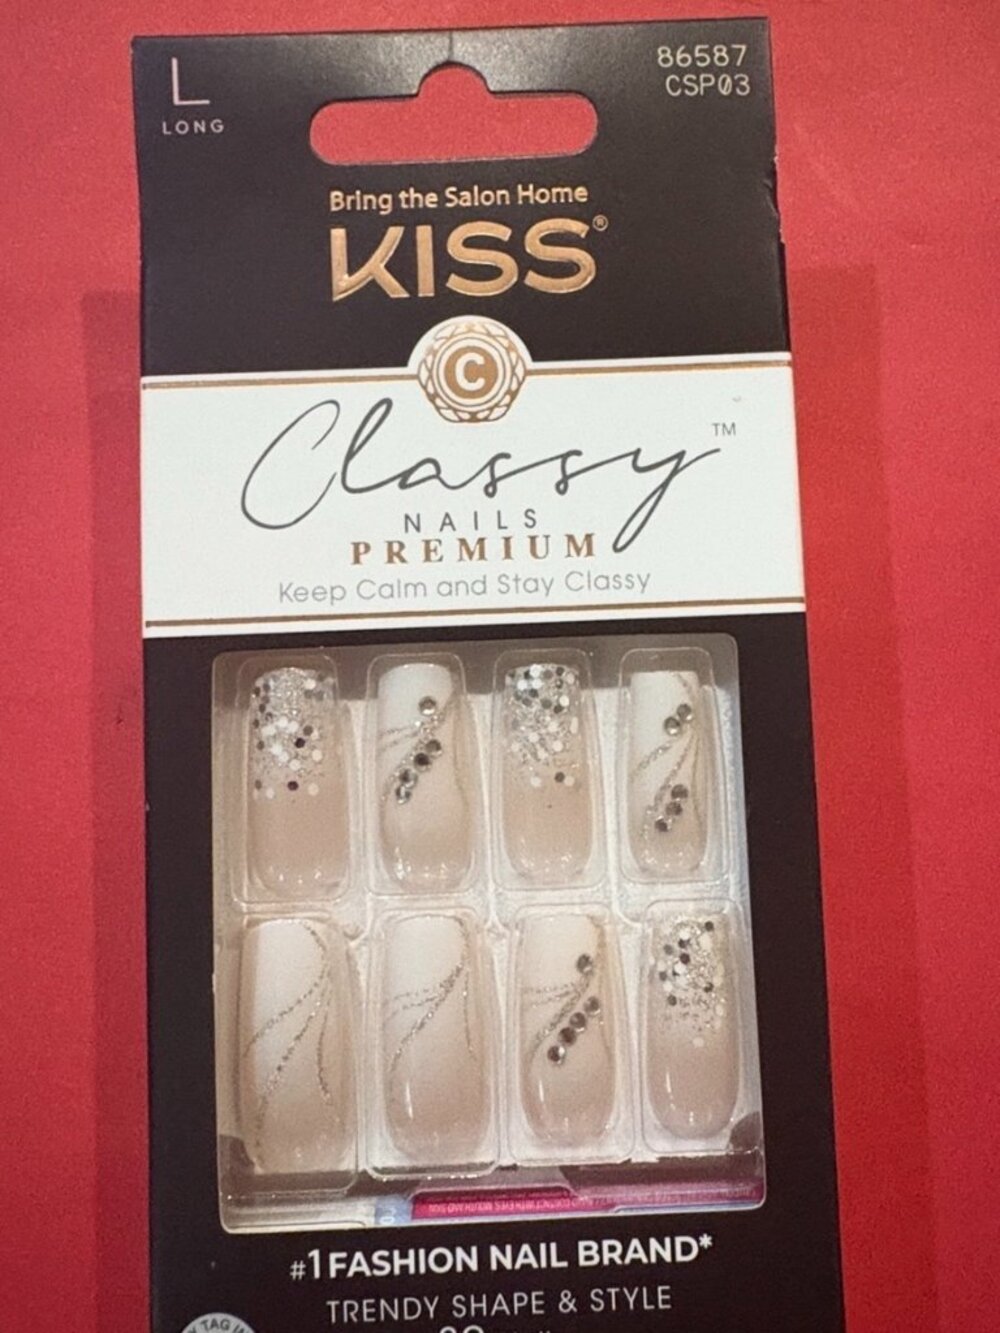 L
LONG
86587
CSP03
Bring the Salon Home
KISS®
C
Classy™
NAILS
PREMIUM
Keep Calm and Stay Classy
#1 FASHION NAIL BRAND*
TRENDY SHAPE & STYLE
TAG